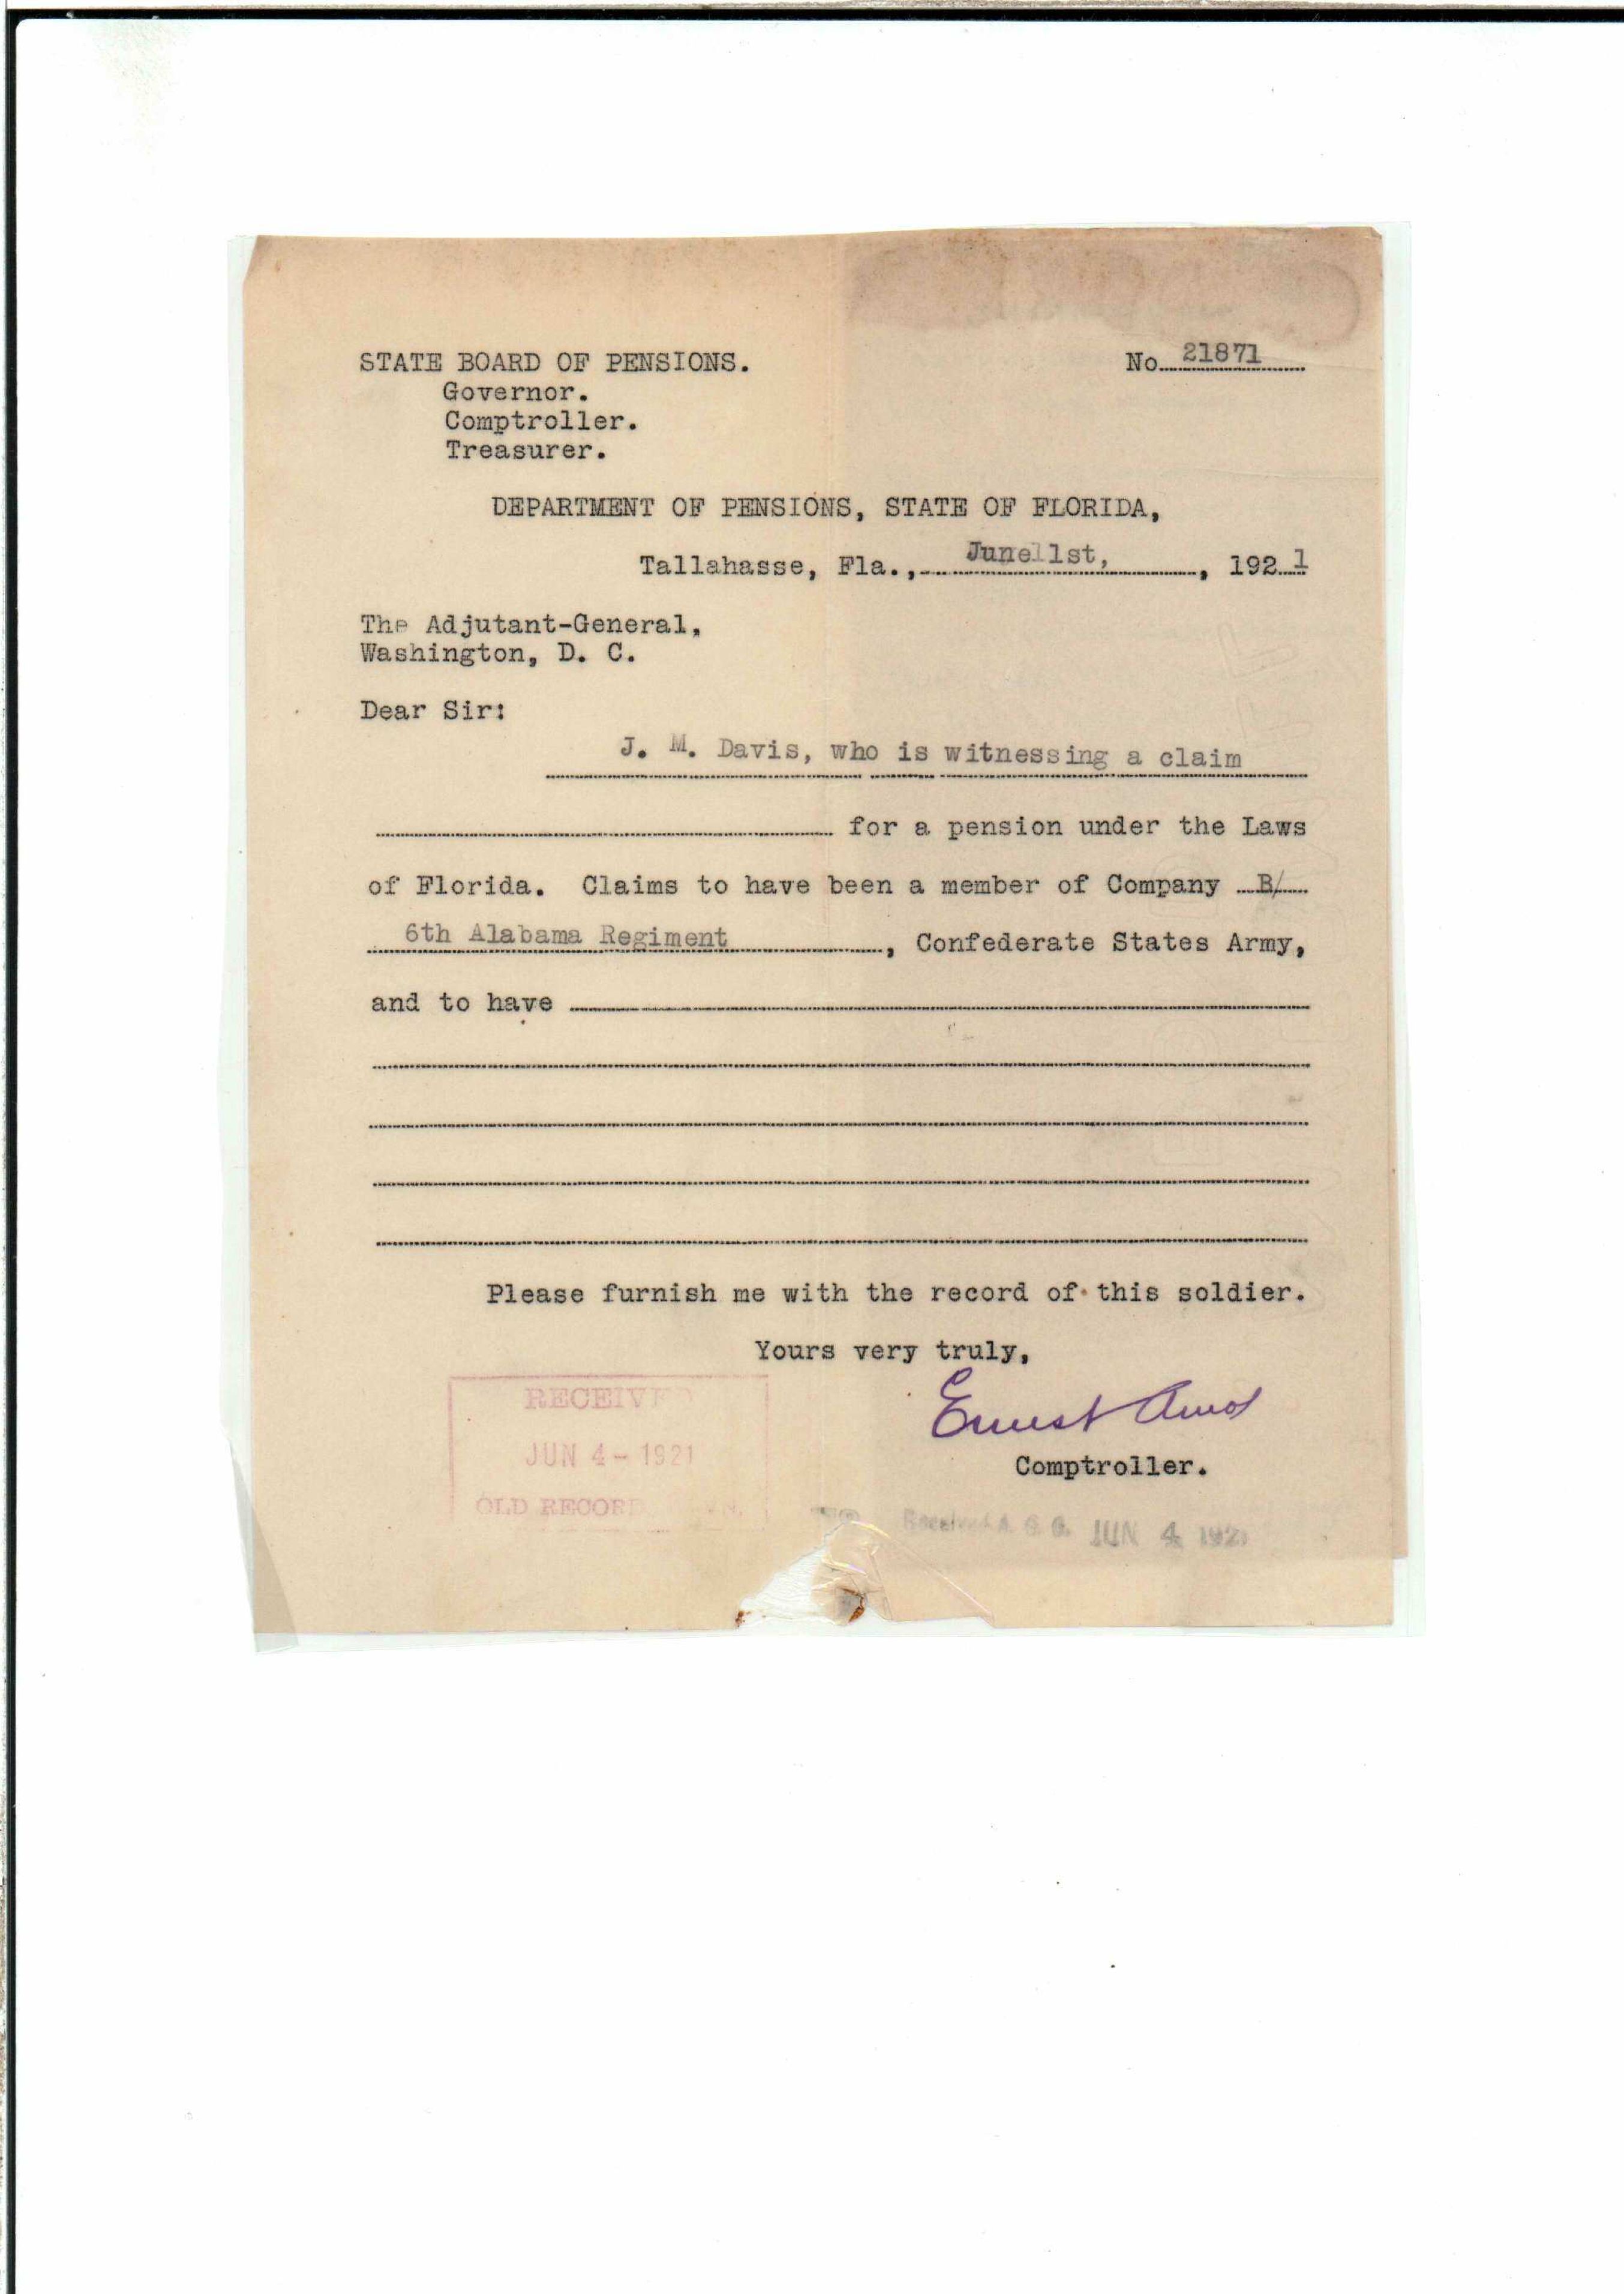 STATE BOARD OF PENSIONS. No. 21871
Governor.
Comptroller.
Treasurer.
DEPARTMENT OF PENSIONS, STATE OF FLORIDA,
Tallahasse, Fla., June 1st, , 1921
The Adjutant-General,
Washington, D. C.
Dear Sir:
J. M. Davis, who is witnessing a claim
for a pension under the Laws
of Florida. Claims to have been a member of Company B/
6th Alabama Regiment , Confederate States Army,
and to have
Please furnish me with the record of this soldier.
Yours very truly,
Ernest Amos
Comptroller.
RECEIVED
JUN 4 - 1921
OLD RECORD
Received A. G. O. JUN 4 1921